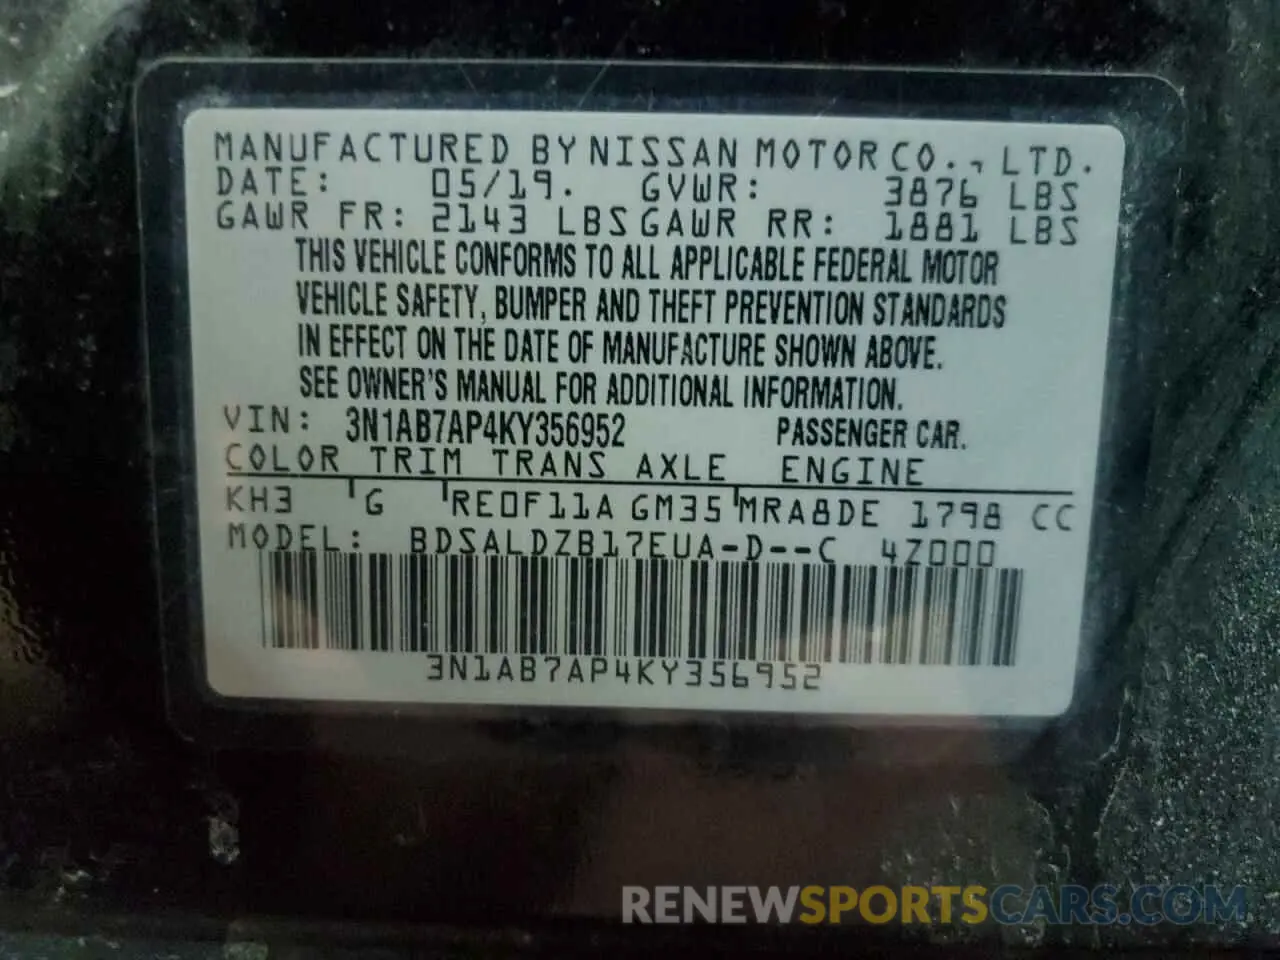 MANUFACTURED BY NISSAN MOTOR CO., LTD.
DATE: 05/19. GVWR: 3876 LBS
GAWR FR: 2143 LBS GAWR RR: 1881 LBS
THIS VEHICLE CONFORMS TO ALL APPLICABLE FEDERAL MOTOR
VEHICLE SAFETY, BUMPER AND THEFT PREVENTION STANDARDS
IN EFFECT ON THE DATE OF MANUFACTURE SHOWN ABOVE.
SEE OWNER'S MANUAL FOR ADDITIONAL INFORMATION.
VIN: 3N1AB7AP4KY356952 PASSENGER CAR.
COLOR TRIM TRANS AXLE ENGINE
KH3 G RE0F11A GM35 MRA8DE 1798 CC
MODEL: BDSALDZB17EUA-D--C 4Z000
3N1AB7AP4KY356952
RENEWSPORTSCARS.COM